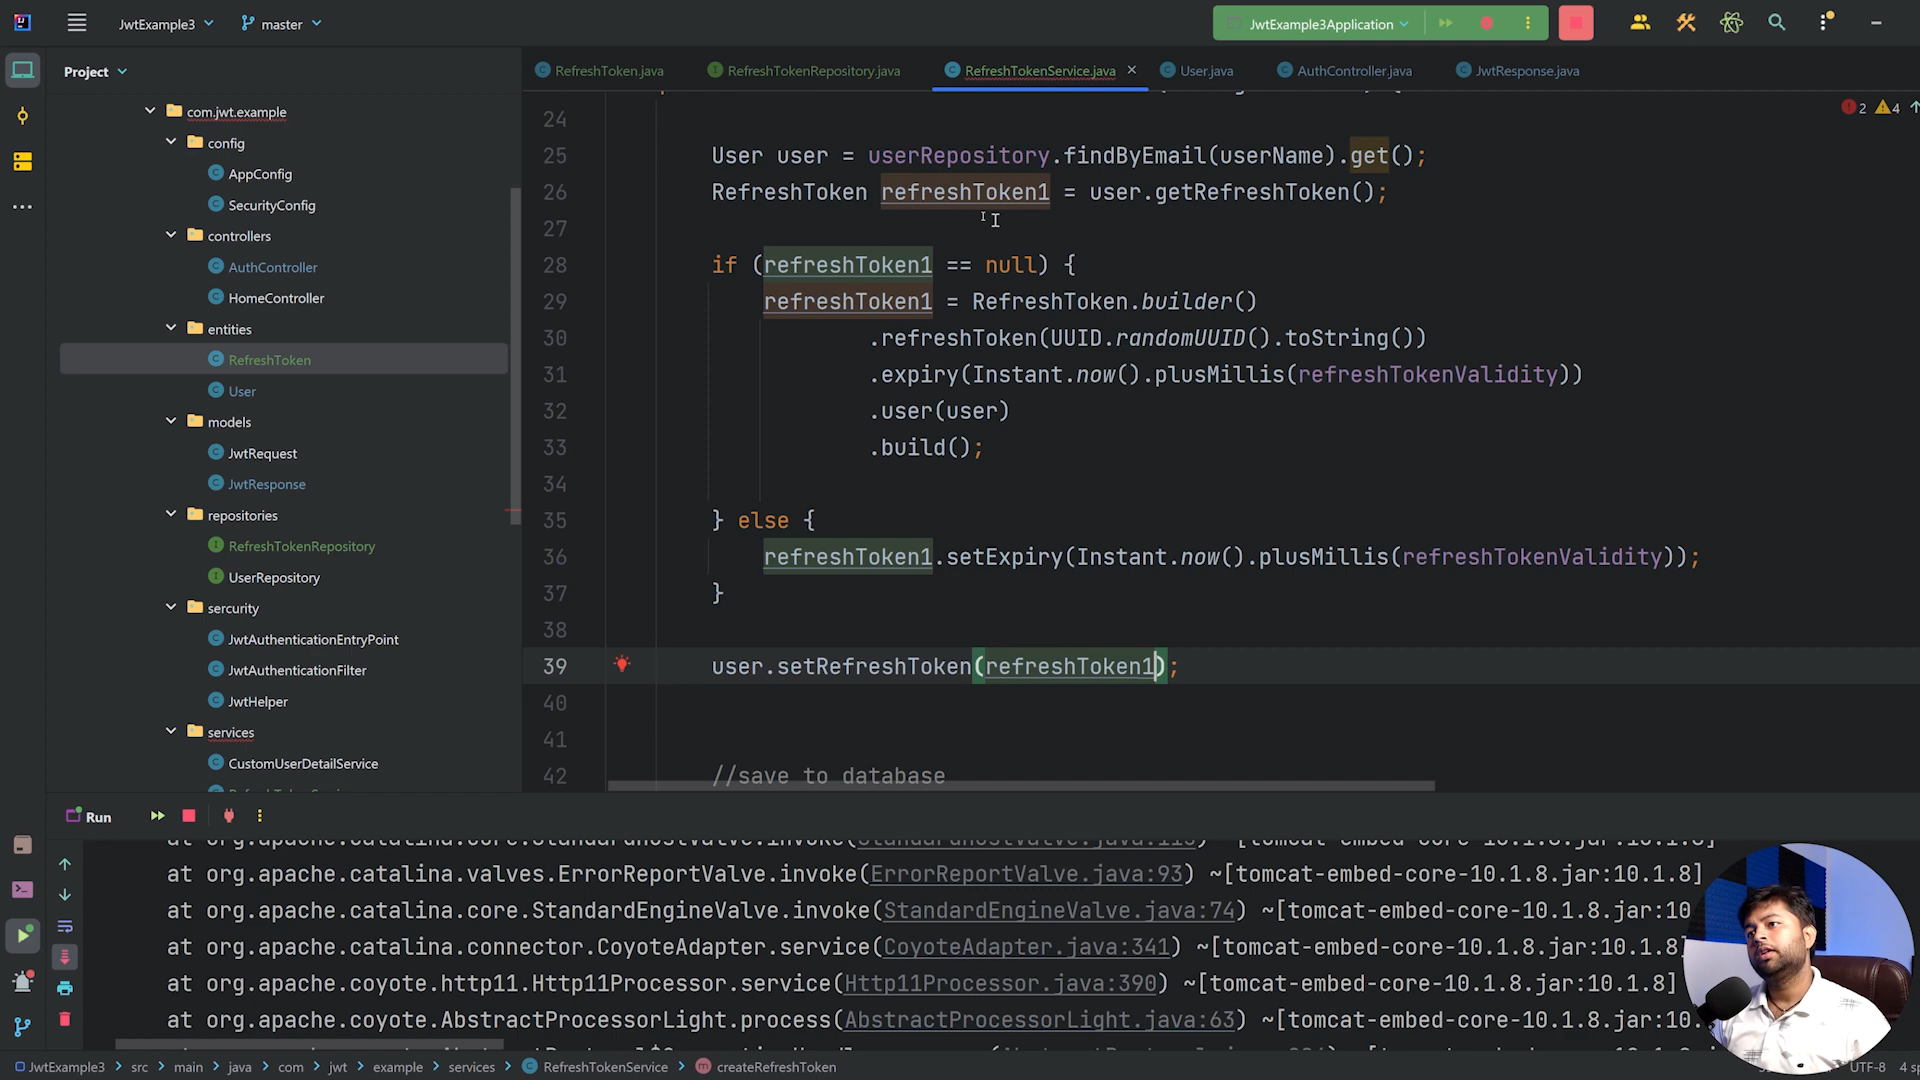 JwtExample3
master
JwtExample3Application
Project
RefreshToken.java
RefreshTokenRepository.java
RefreshTokenService.java
User.java
AuthController.java
JwtResponse.java
com.jwt.example
config
AppConfig
SecurityConfig
controllers
AuthController
HomeController
entities
RefreshToken
User
models
JwtRequest
JwtResponse
repositories
RefreshTokenRepository
UserRepository
sercurity
JwtAuthenticationEntryPoint
JwtAuthenticationFilter
JwtHelper
services
CustomUserDetailService
2 4
24
25 User user = userRepository.findByEmail(userName).get();
26 RefreshToken refreshToken1 = user.getRefreshToken();
27
28 if (refreshToken1 == null) {
29 refreshToken1 = RefreshToken.builder()
30 .refreshToken(UUID.randomUUID().toString())
31 .expiry(Instant.now().plusMillis(refreshTokenValidity))
32 .user(user)
33 .build();
34
35 } else {
36 refreshToken1.setExpiry(Instant.now().plusMillis(refreshTokenValidity));
37 }
38
39 user.setRefreshToken(refreshToken1);
40
41
42 //save to database
Run
at org.apache.catalina.valves.ErrorReportValve.invoke(ErrorReportValve.java:93) ~[tomcat-embed-core-10.1.8.jar:10.1.8]
at org.apache.catalina.core.StandardEngineValve.invoke(StandardEngineValve.java:74) ~[tomcat-embed-core-10.1.8.jar:10
at org.apache.catalina.connector.CoyoteAdapter.service(CoyoteAdapter.java:341) ~[tomcat-embed-core-10.1.8.jar:10.1.8]
at org.apache.coyote.http11.Http11Processor.service(Http11Processor.java:390) ~[tomcat-embed-core-10.1.8.jar:10.1.8]
at org.apache.coyote.AbstractProcessorLight.process(AbstractProcessorLight.java:63) ~[tomcat-embed-core-10.1.8.jar:10.
JwtExample3 > src > main > java > com > jwt > example > services > RefreshTokenService > createRefreshToken
UTF-8 4 sp